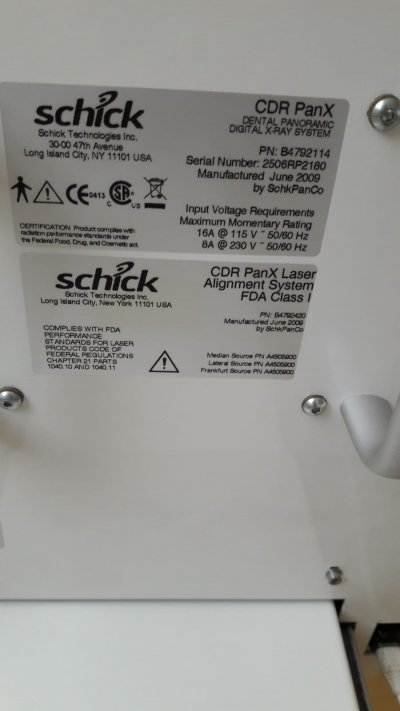 schick
Schick Technologies Inc.
30-00 47th Avenue
Long Island City, NY 11101 USA
CDR PanX
DENTAL PANORAMIC
DIGITAL X-RAY SYSTEM
PN: B4792114
Serial Number: 2506RP2180
Manufactured June 2009
by SchkPanCo
CE 0413
C US
CERTIFICATION: Product complies with
radiation performance standards under
the Federal Food, Drug, and Cosmetic act.
Input Voltage Requirements
Maximum Momentary Rating
16A @ 115 V ~ 50/60 Hz
8A @ 230 V ~ 50/60 Hz
schick
Schick Technologies Inc.
Long Island City, New York 11101 USA
CDR PanX Laser
Alignment System
FDA Class I
PN: B4792420
Manufactured June 2009
by SchkPanCo
COMPLIES WITH FDA
PERFORMANCE
STANDARDS FOR LASER
PRODUCTS CODE OF
FEDERAL REGULATIONS
CHAPTER 21 PARTS
1040.10 AND 1040.11
Median Source PN A4505900
Lateral Source PN A4505900
Frankfurt Source PN A4505900